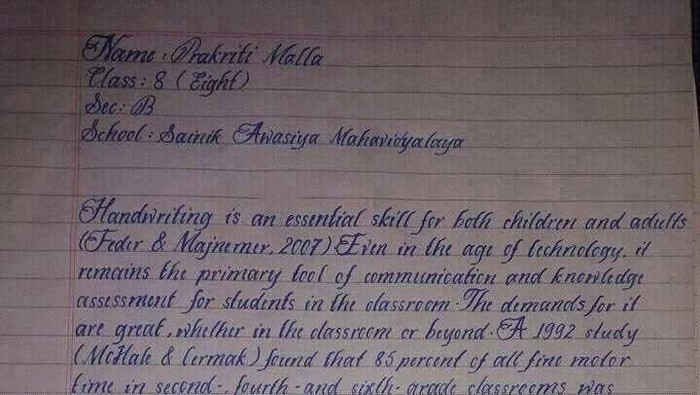 Name : Prakriti Malla
Class : 8 (Eight)
Sec : B
School : Sainik Awasiya Mahavidyalaya
Handwriting is an essential skill for both children and adults
(Feder & Majnemer, 2007) Even in the age of technology, it
remains the primary tool of communication and knowledge
assessment for students in the classroom. The demands for it
are great, whether in the classroom or beyond. A 1992 study
(McHale & Cermak) found that 85 percent of all fine motor
time in second-, fourth-and sixth-grade classrooms was